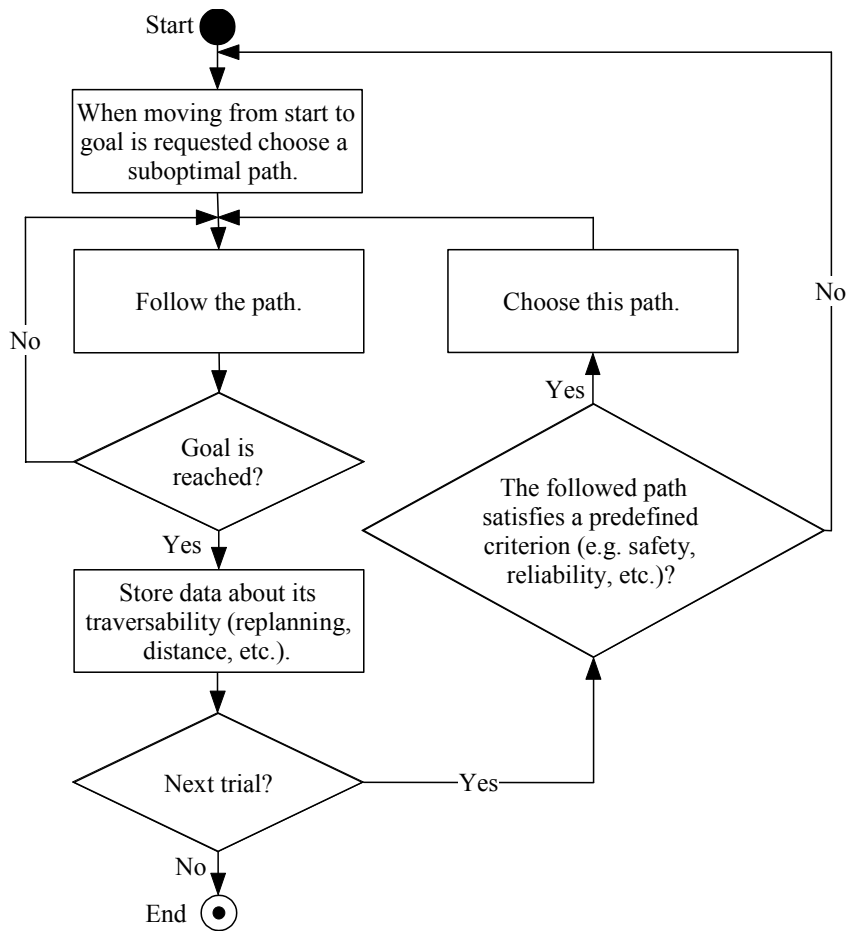 Start
When moving from start to
goal is requested choose a
suboptimal path.
Follow the path.
Choose this path.
No
No
Yes
Goal is
reached?
The followed path
satisfies a predefined
criterion (e.g. safety,
reliability, etc.)?
Yes
Store data about its
traversability (replanning,
distance, etc.).
Next trial?
Yes
No
End